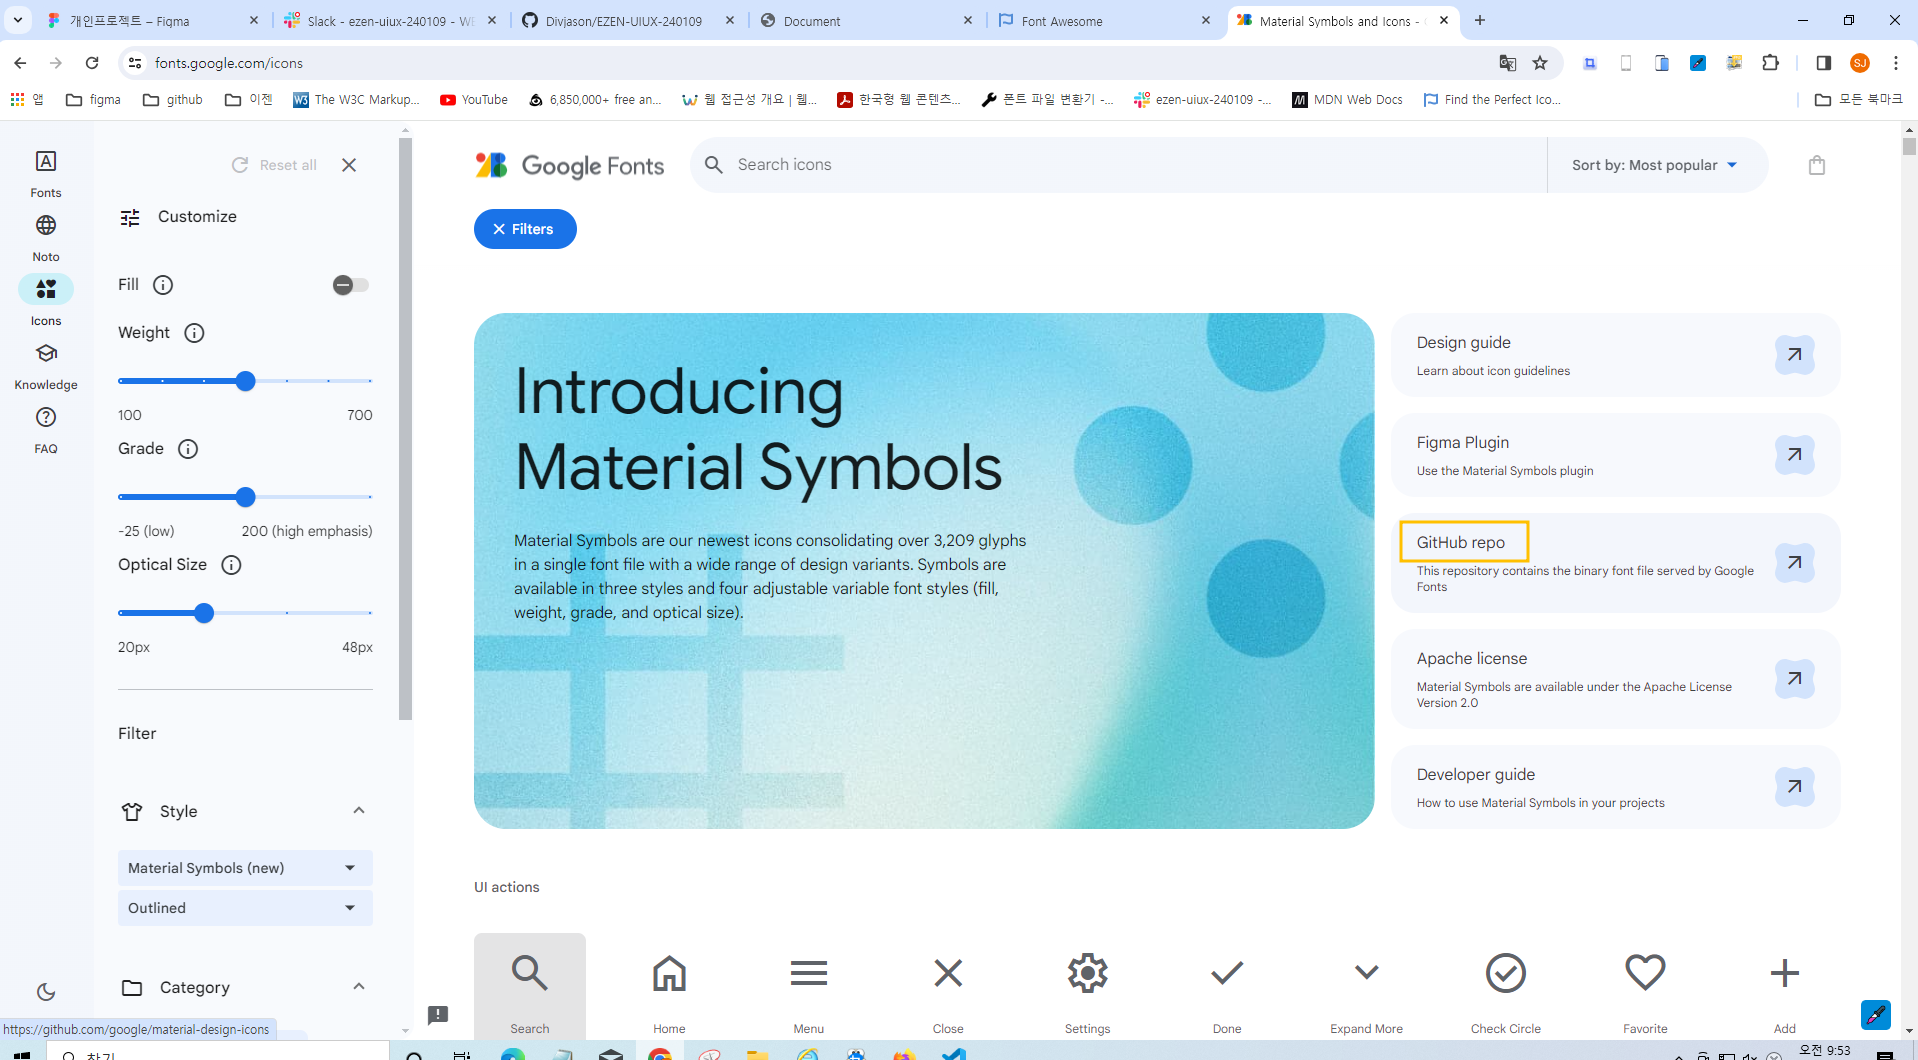 개인프로젝트 – Figma
Slack - ezen-uiux-240109 - WE
Divjason/EZEN-UIUX-240109
Document
Font Awesome
Material Symbols and Icons -
fonts.google.com/icons
SJ
앱
figma
github
이젠
The W3C Markup...
YouTube
6,850,000+ free an...
웹 접근성 개요 | 웹...
한국형 웹 콘텐츠...
폰트 파일 변환기 -...
ezen-uiux-240109 -...
MDN Web Docs
Find the Perfect Ico...
모든 북마크
Fonts
Noto
Icons
Knowledge
FAQ
Reset all
Customize
Fill
Weight
100
700
Grade
-25 (low)
200 (high emphasis)
Optical Size
20px
48px
Filter
Style
Material Symbols (new)
Outlined
Category
https://github.com/google/material-design-icons
Google Fonts
Search icons
Sort by: Most popular
Filters
Introducing
Material Symbols
Material Symbols are our newest icons consolidating over 3,209 glyphs
in a single font file with a wide range of design variants. Symbols are
available in three styles and four adjustable variable font styles (fill,
weight, grade, and optical size).
Design guide
Learn about icon guidelines
Figma Plugin
Use the Material Symbols plugin
GitHub repo
This repository contains the binary font file served by Google
Fonts
Apache license
Material Symbols are available under the Apache License
Version 2.0
Developer guide
How to use Material Symbols in your projects
UI actions
Search
Home
Menu
Close
Settings
Done
Expand More
Check Circle
Favorite
Add
찾기
오전 9:53